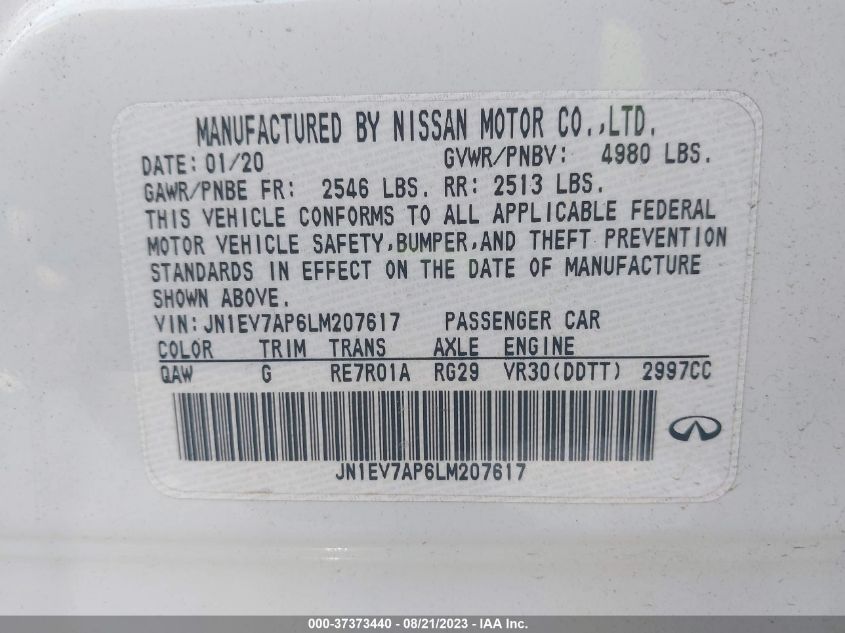 MANUFACTURED BY NISSAN MOTOR CO.,LTD.
DATE: 01/20 GVWR/PNBV: 4980 LBS.
GAWR/PNBE FR: 2546 LBS. RR: 2513 LBS.
THIS VEHICLE CONFORMS TO ALL APPLICABLE FEDERAL
MOTOR VEHICLE SAFETY,BUMPER,AND THEFT PREVENTION
STANDARDS IN EFFECT ON THE DATE OF MANUFACTURE
SHOWN ABOVE.
VIN:JN1EV7AP6LM207617 PASSENGER CAR
COLOR TRIM TRANS AXLE ENGINE
QAW G RE7R01A RG29 VR30(DDTT) 2997CC
JN1EV7AP6LM207617
000-37373440 - 08/21/2023 - IAA Inc.